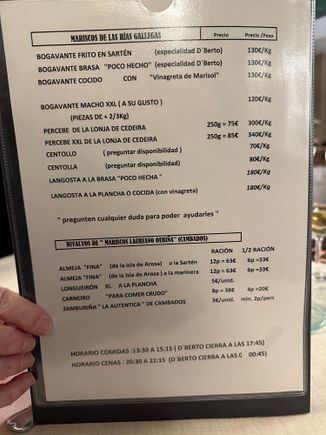 MARISCOS DE LAS RÍAS GALLEGAS Precio Precio /Peso
BOGAVANTE FRITO EN SARTÉN (especialidad D´Berto) 130€/Kg
BOGAVANTE BRASA "POCO HECHO" (especialidad D´Berto) 130€/Kg
BOGAVANTE COCIDO CON "Vinagreta de Marisol" 130€/Kg
BOGAVANTE MACHO XXL ( A SU GUSTO ) 120€/Kg
(PIEZAS DE + 2/3Kg)
PERCEBE DE LA LONJA DE CEDEIRA 250g = 75€ 300€/Kg
PERCEBE XXL DE LA LONJA DE CEDEIRA 250g = 85€ 340€/Kg
CENTOLLO ( preguntar disponibilidad ) 70€/Kg
CENTOLLA (preguntar disponibilidad ) 80€/Kg
LANGOSTA A LA BRASA "POCO HECHA " 180€/Kg
LANGOSTA A LA PLANCHA O COCIDA (con vinagreta) 180€/Kg
" pregunten cualquier duda para poder ayudarles "
BIVALVOS DE " MARISCOS LAUREANO OUBIÑA" (CAMBADOS)
RACIÓN 1/2 RACIÓN
ALMEJA "FINA" (de la Isla de Arosa) a la Sartén 12p = 63€ 6p =33€
ALMEJA "FINA" (de la Isla de Arosa ) a la marinera 12p = 63€ 6p =33€
LONGUEIRÓN XL A LA PLANCHA 5€/unid.
CARNEIRO "PARA COMER CRUDO" 8p = 38€ 4p =20€
ZAMBURIÑA " LA AUTENTICA " DE CAMBADOS 3€/unid. min. 2p/pers
HORARIO COMIDAS :13:30 A 15:15 ( D´BERTO CIERRA A LAS 17:45)
HORARIO CENAS : 20:30 A 22:15 (D´BERTO CIERRA A LAS 00:45)